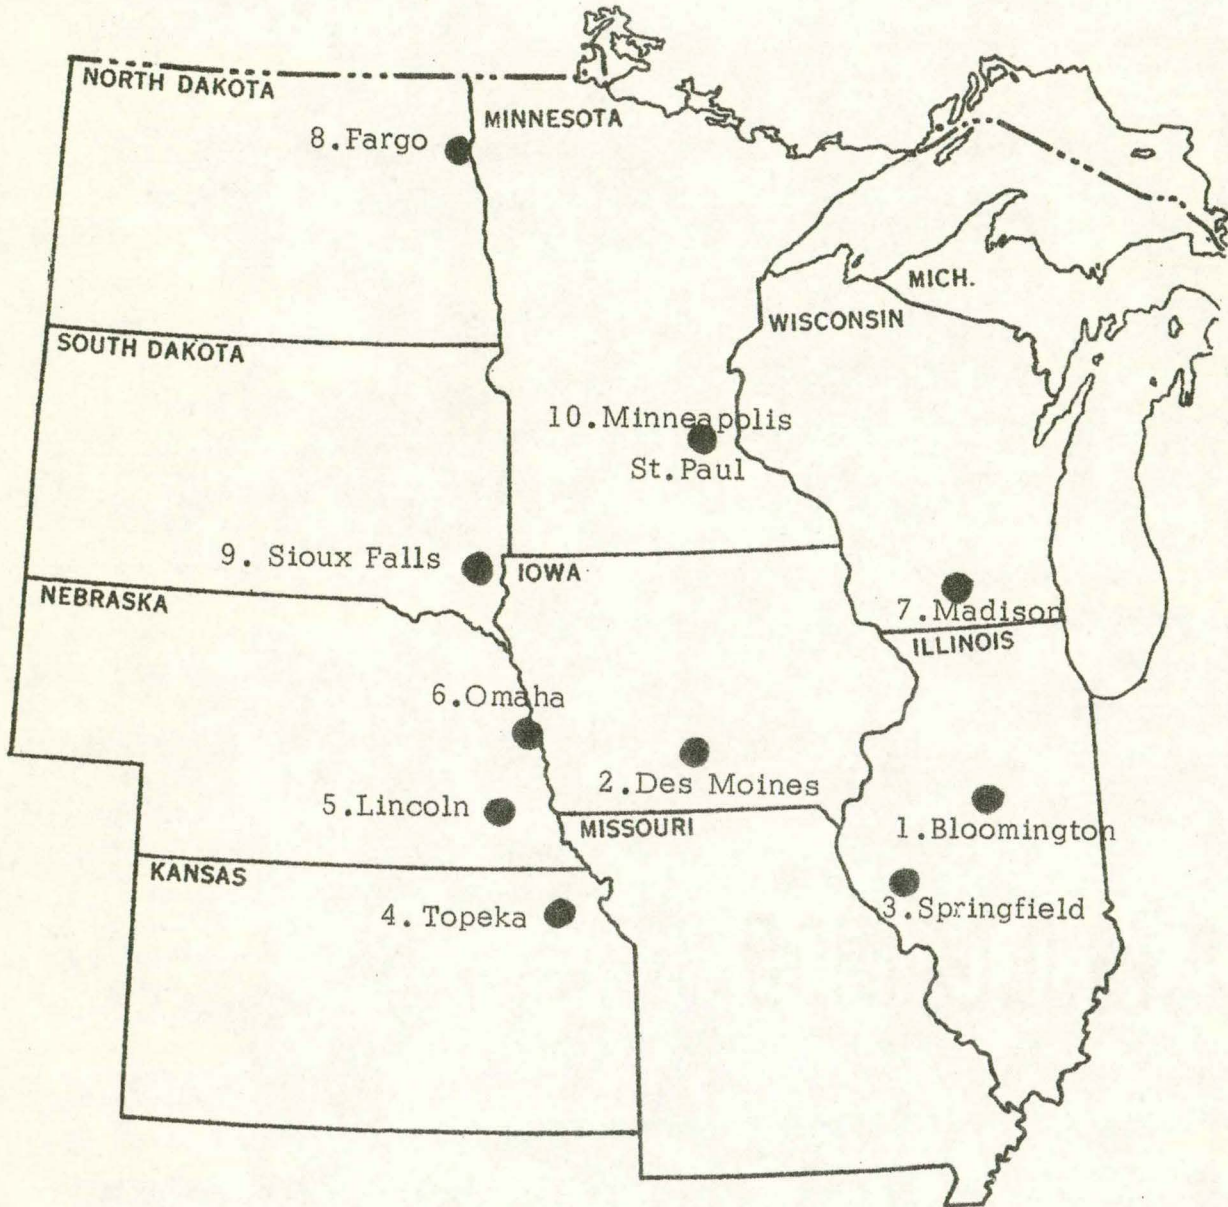 NORTH DAKOTA
MINNESOTA
8.Fargo
MICH.
WISCONSIN
SOUTH DAKOTA
10.Minneapolis
St.Paul
9. Sioux Falls
IOWA
NEBRASKA
7.Madison
ILLINOIS
6.Omaha
2.Des Moines
5.Lincoln
MISSOURI
1.Bloomington
KANSAS
4.Topeka
3.Springfield